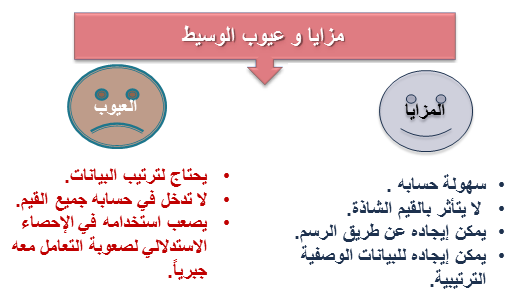 مزايا و عيوب الوسيط
المزايا
سهولة حسابه .
لا يتأثر بالقيم الشاذة.
يمكن إيجاده عن طريق الرسم.
يمكن إيجاده للبيانات الوصفية
الترتيبية.
العيوب
يحتاج لترتيب البيانات.
لا تدخل في حسابه جميع القيم.
يصعب استخدامه في الإحصاء
الاستدلالي لصعوبة التعامل معه
جبرياً.